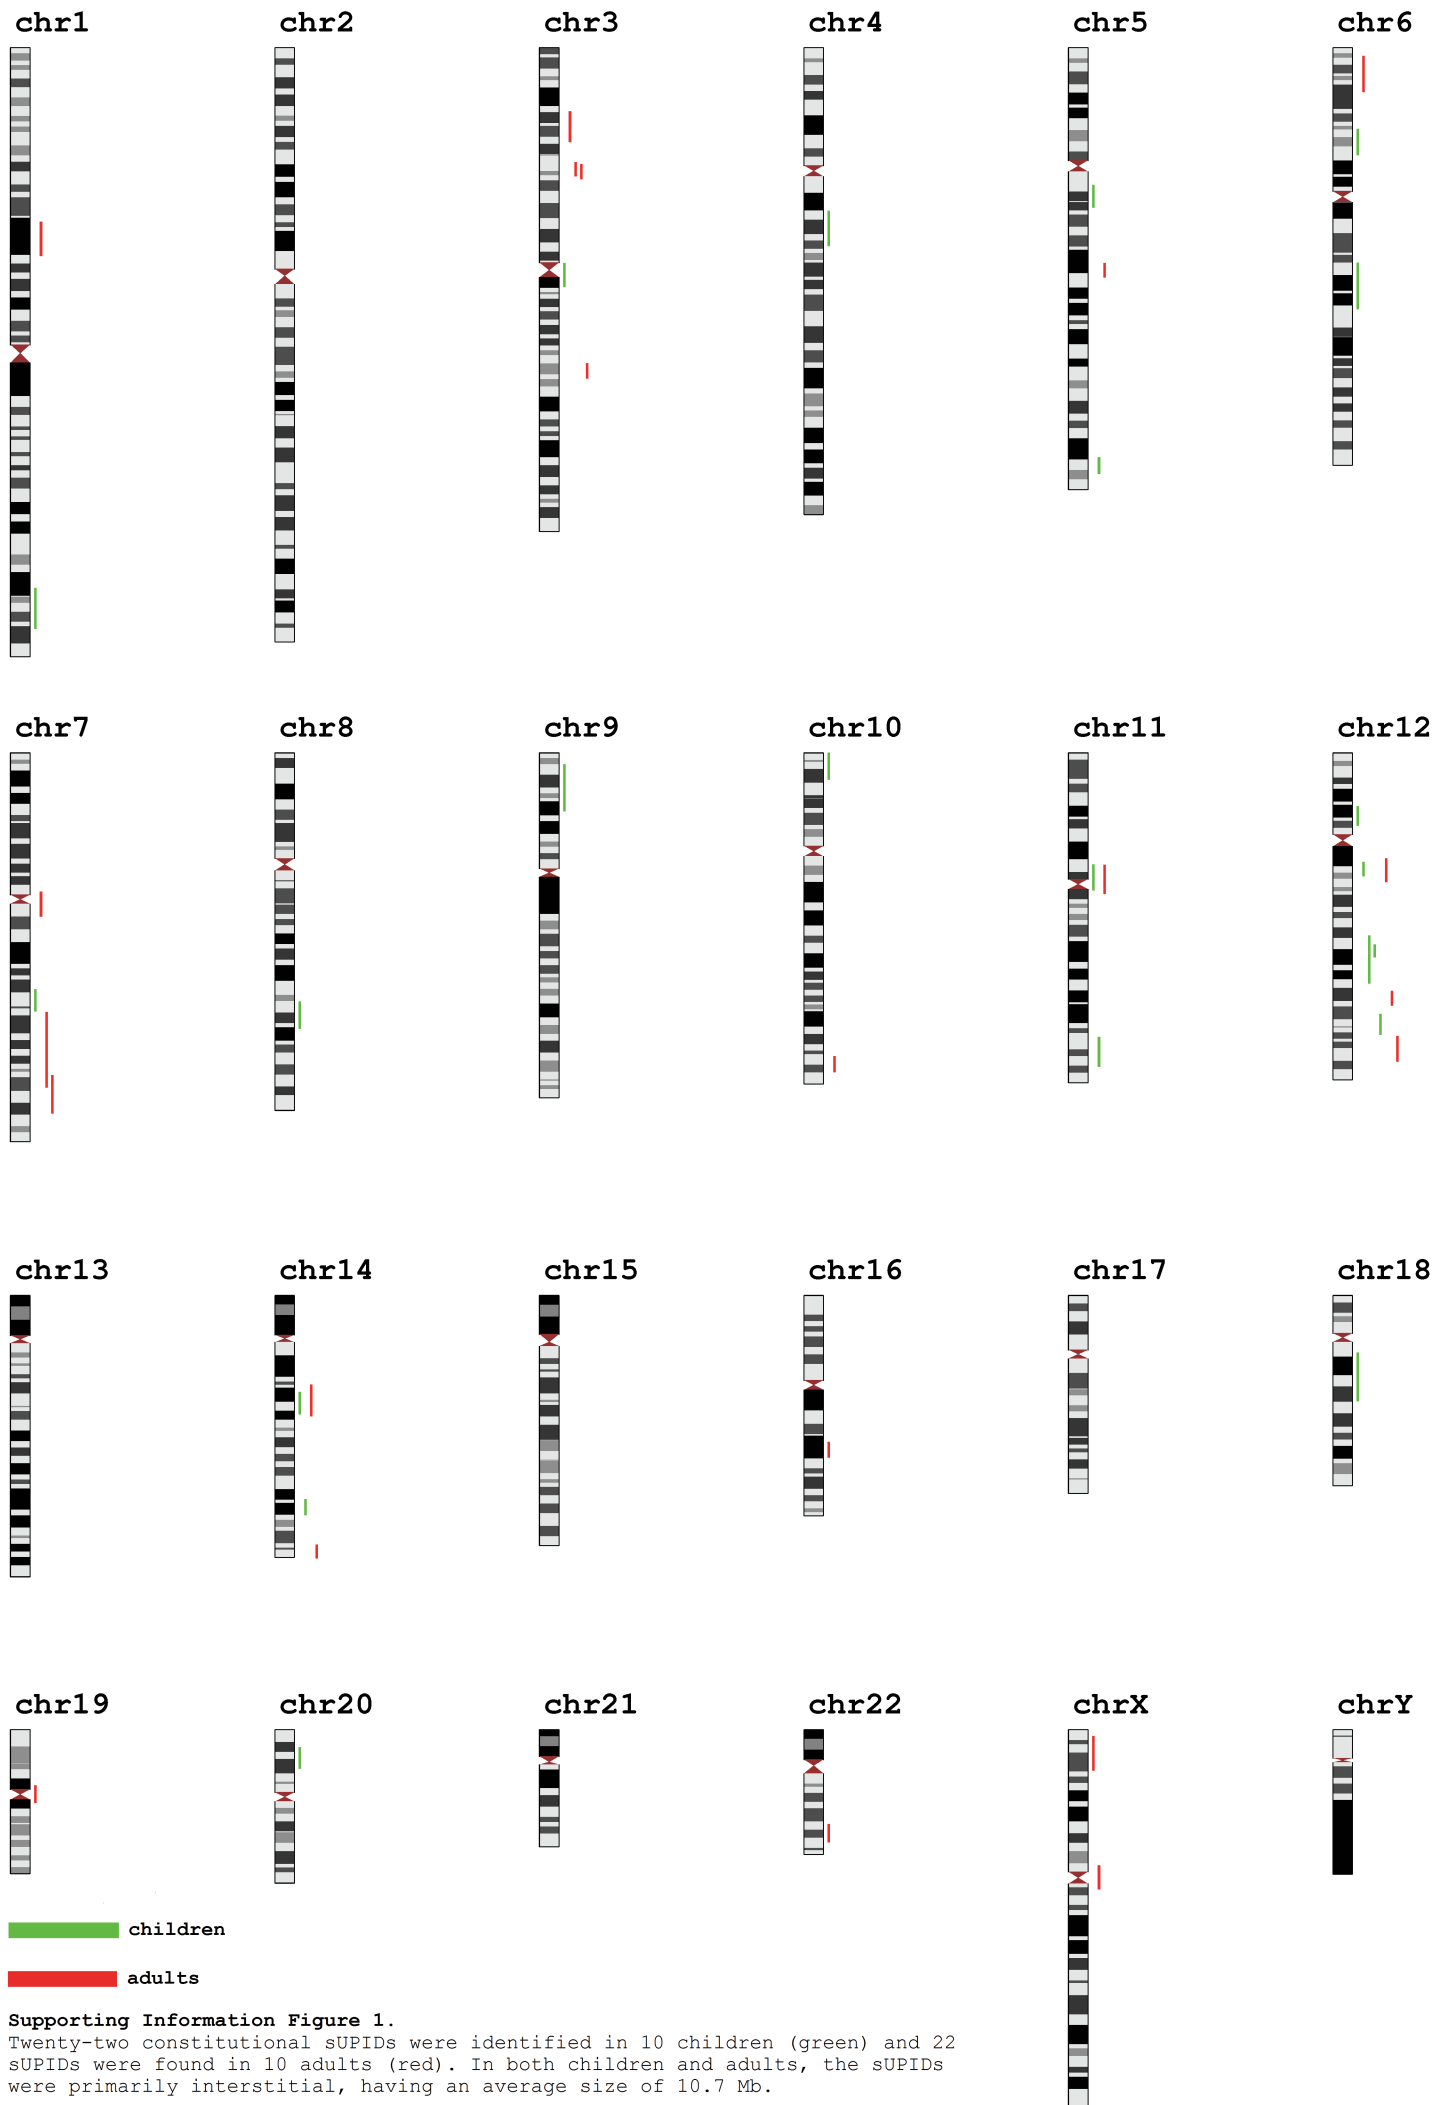 chr1 chr2 chr3 chr4 chr5 chr6
chr7 chr8 chr9 chr10 chr11 chr12
chr13 chr14 chr15 chr16 chr17 chr18
chr19 chr20 chr21 chr22 chrX chrY
children
adults
Supporting Information Figure 1.
Twenty-two constitutional sUPIDs were identified in 10 children (green) and 22
sUPIDs were found in 10 adults (red). In both children and adults, the sUPIDs
were primarily interstitial, having an average size of 10.7 Mb.